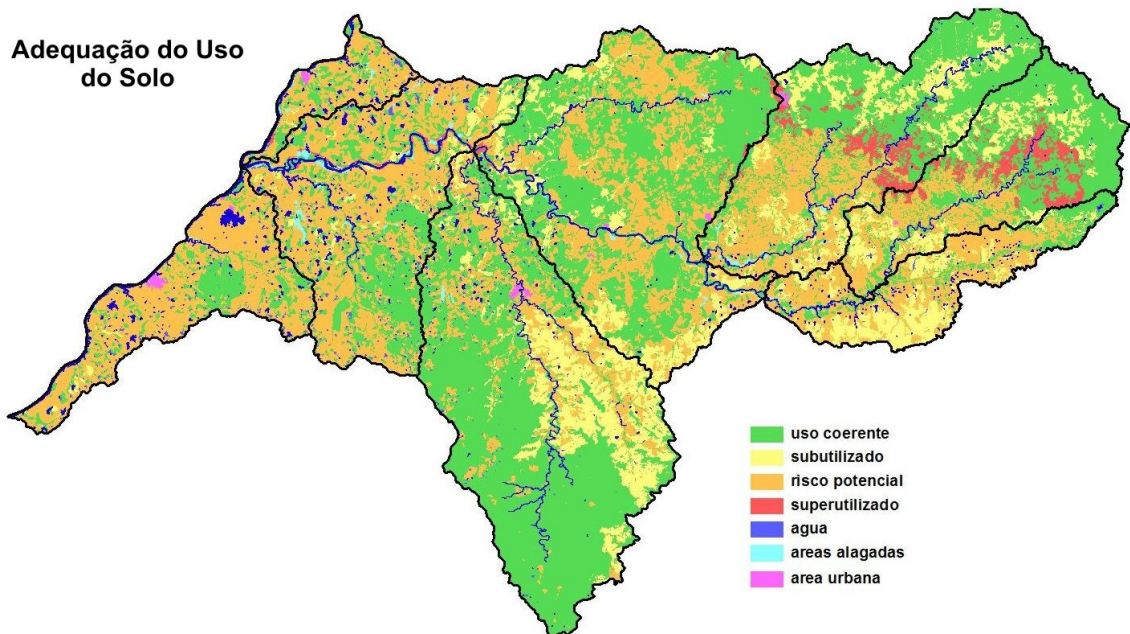 Adequação do Uso
do Solo
uso coerente
subutilizado
risco potencial
superutilizado
agua
areas alagadas
area urbana